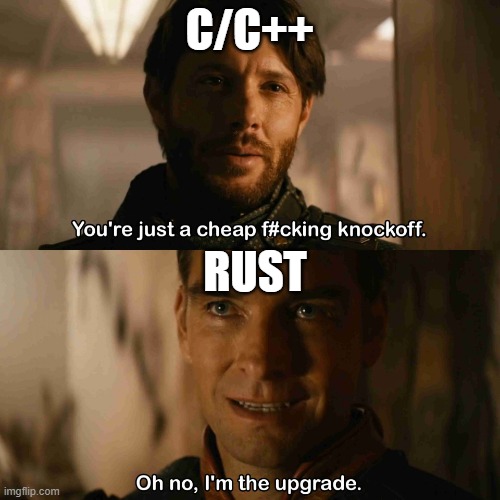 C/C++
You're just a cheap f#cking knockoff.
RUST
Oh no, I'm the upgrade.
imgflip.com